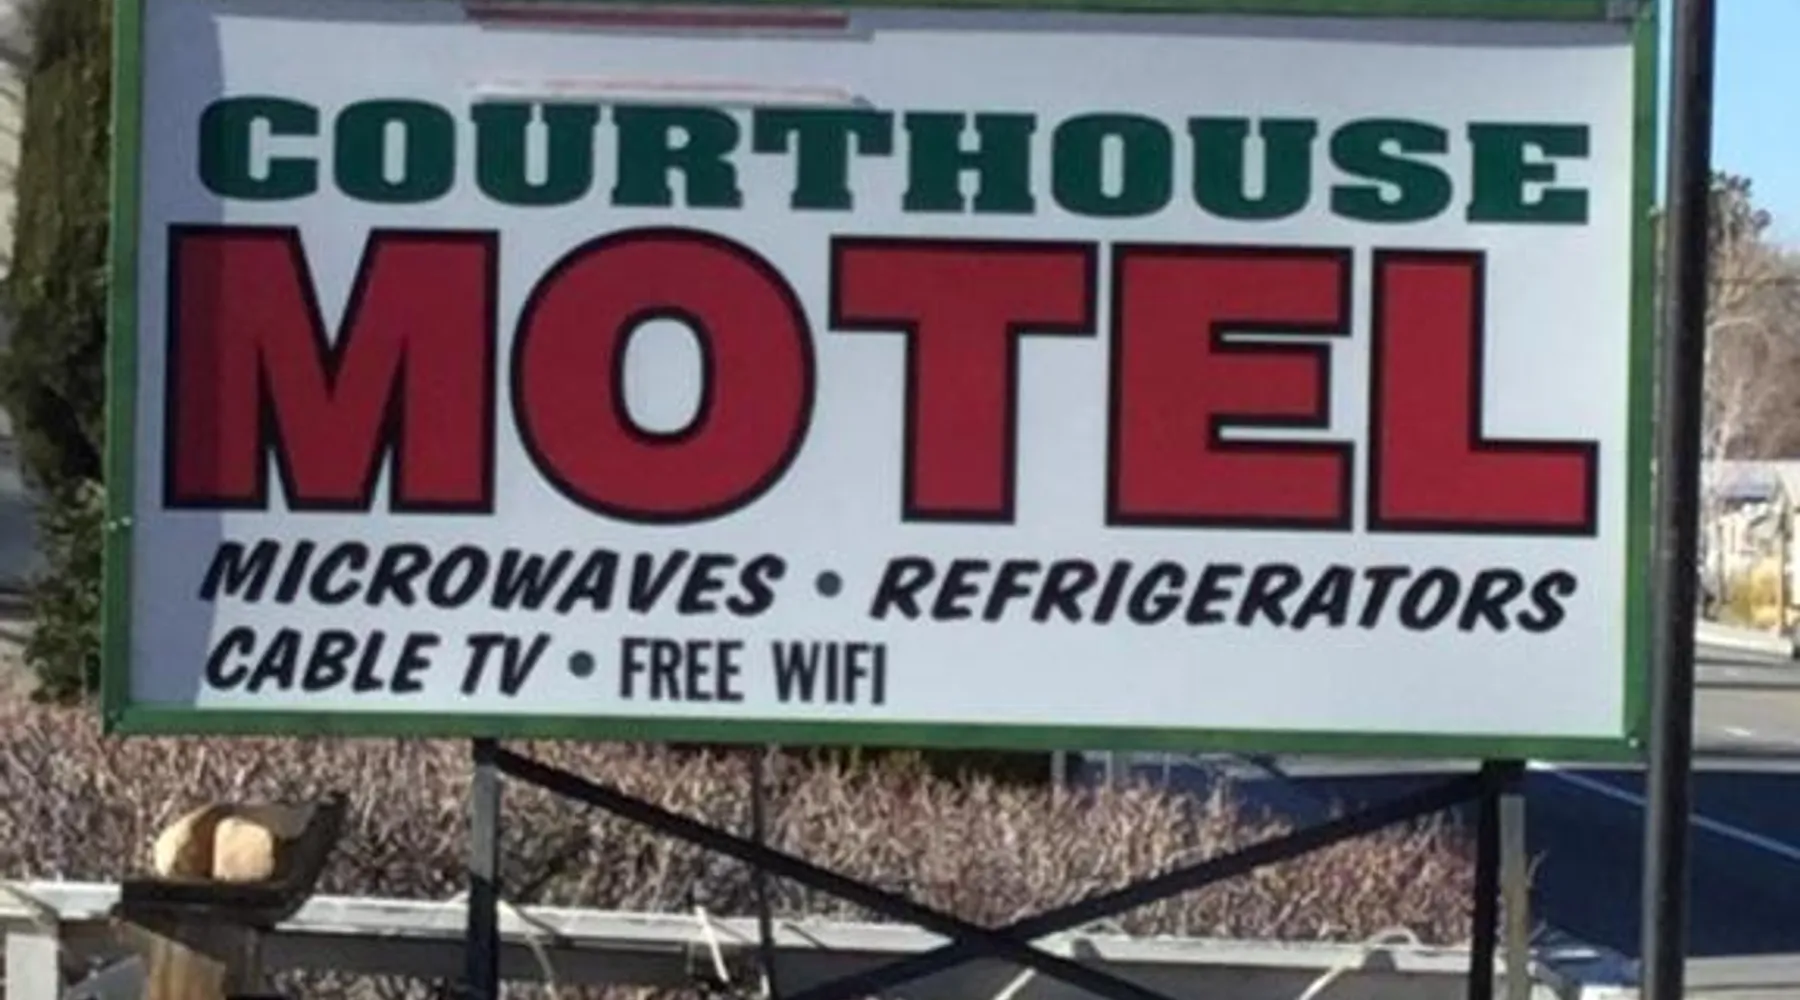 COURTHOUSE
MOTEL
MICROWAVES • REFRIGERATORS
CABLE TV • FREE WIFI